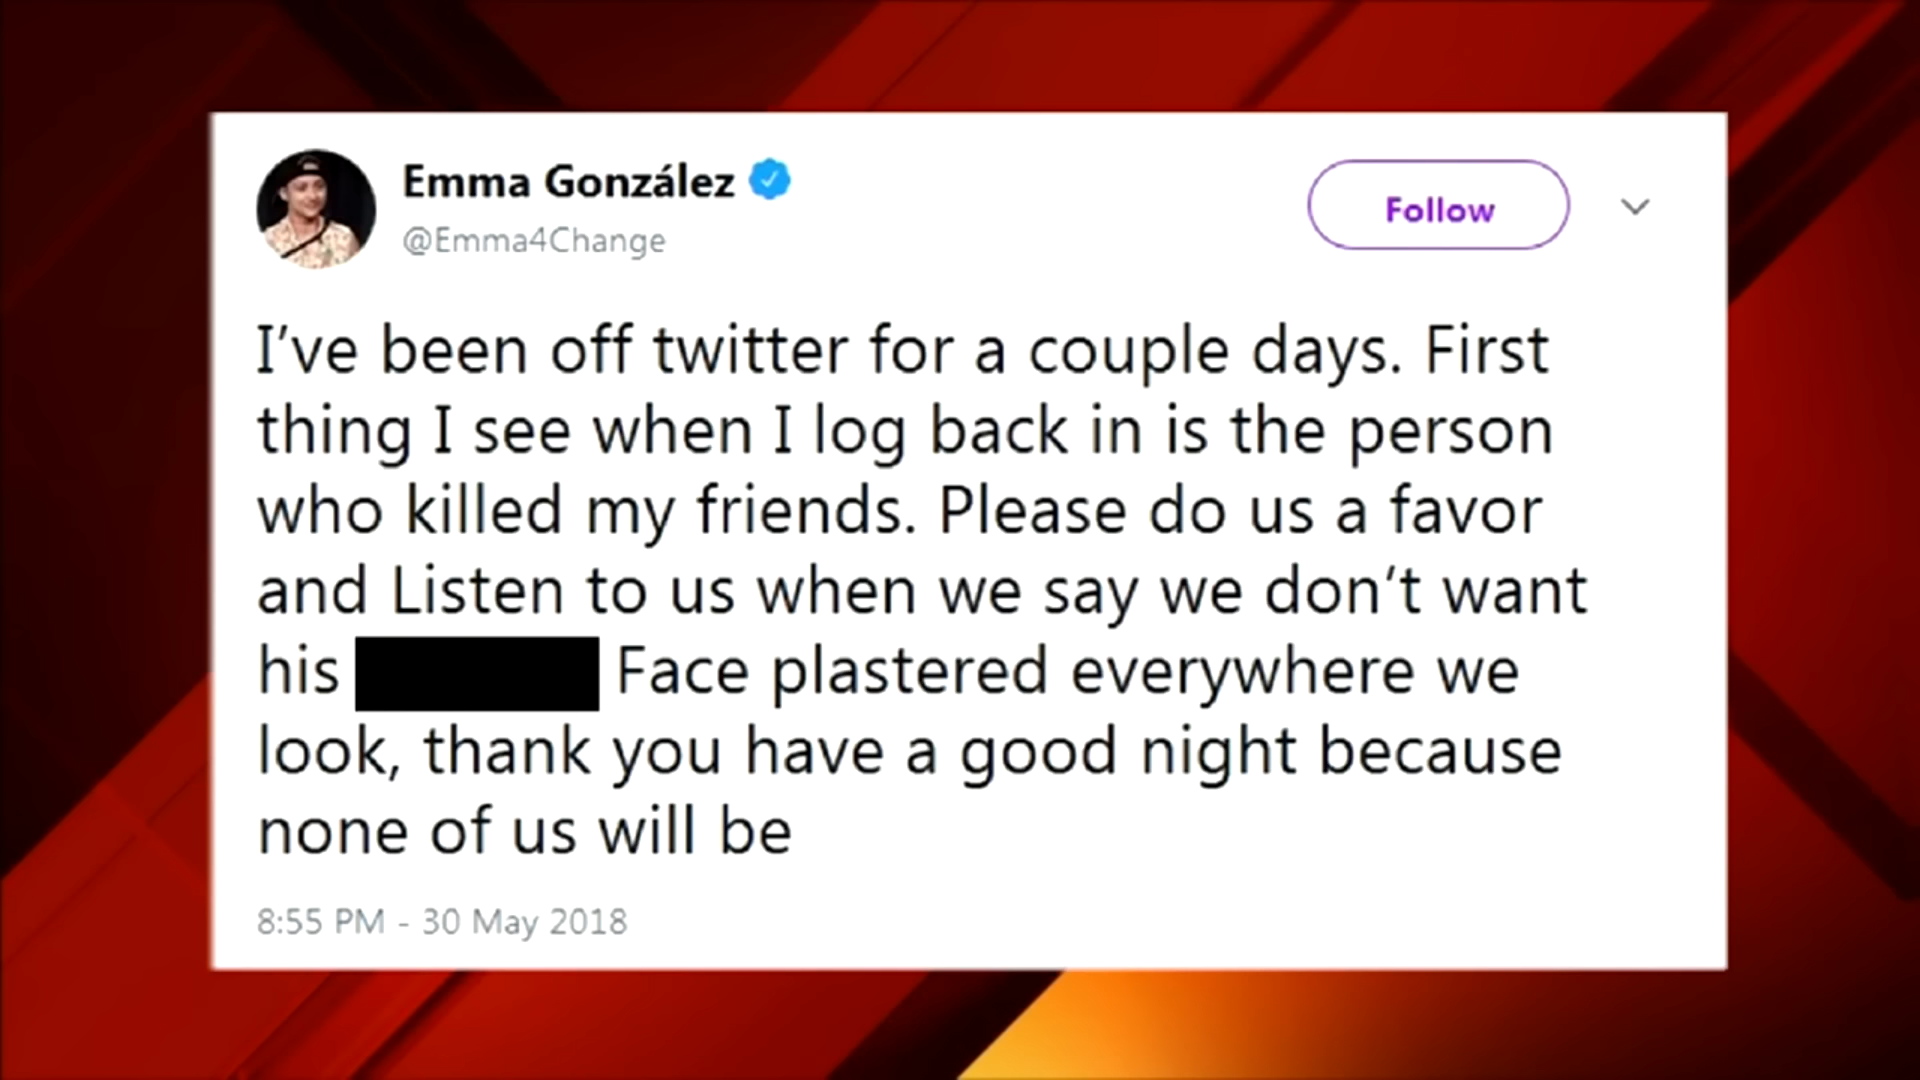 Emma González
@Emma4Change
Follow
I've been off twitter for a couple days. First
thing I see when I log back in is the person
who killed my friends. Please do us a favor
and Listen to us when we say we don't want
his Face plastered everywhere we
look, thank you have a good night because
none of us will be
8:55 PM - 30 May 2018